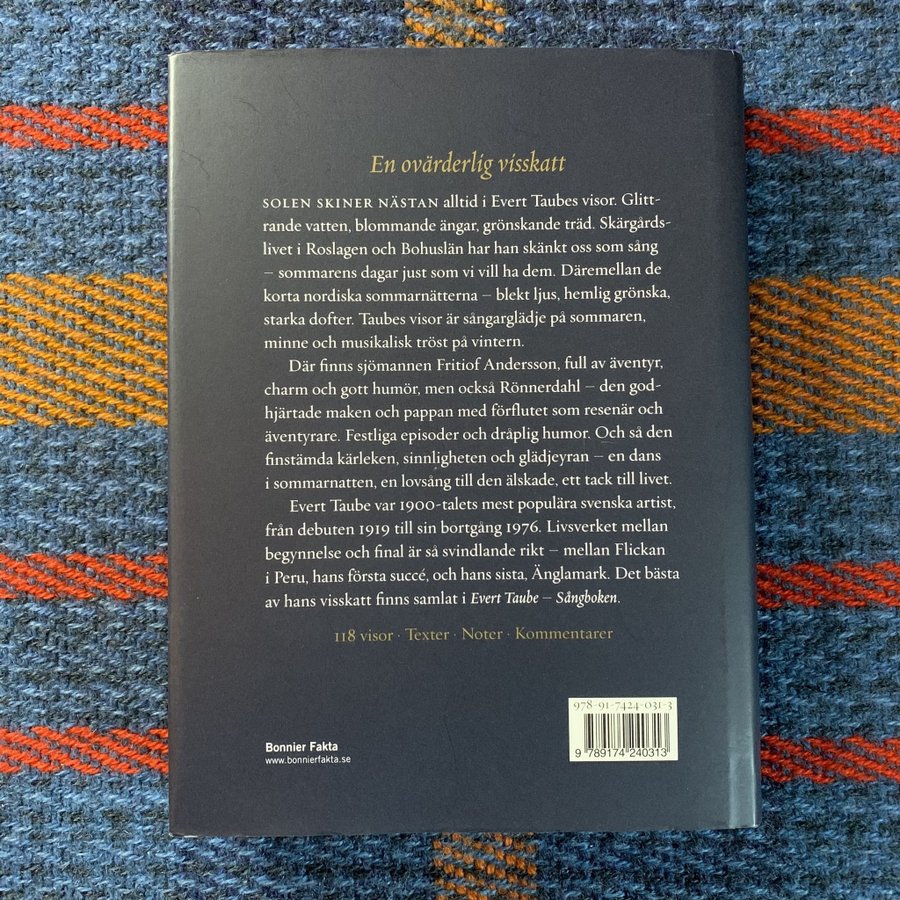 En ovärderlig visskatt
SOLEN SKINER NÄSTAN alltid i Evert Taubes visor. Glitt-
rande vatten, blommande ängar, grönskande träd. Skärgårds-
livet i Roslagen och Bohuslän har han skänkt oss som sång
– sommarens dagar just som vi vill ha dem. Däremellan de
korta nordiska sommarnätterna – blekt ljus, hemlig grönska,
starka dofter. Taubes visor är sångarglädje på sommaren,
minne och musikalisk tröst på vintern.
Där finns sjömannen Fritiof Andersson, full av äventyr,
charm och gott humör, men också Rönnerdahl – den god-
hjärtade maken och pappan med förflutet som resenär och
äventyrare. Festliga episoder och dråplig humor. Och så den
finstämda kärleken, sinnligheten och glädjeyran – en dans
i sommarnatten, en lovsång till den älskade, ett tack till livet.
Evert Taube var 1900-talets mest populära svenska artist,
från debuten 1919 till sin bortgång 1976. Livsverket mellan
begynnelse och final är så svindlande rikt – mellan Flickan
i Peru, hans första succé, och hans sista, Änglamark. Det bästa
av hans visskatt finns samlat i Evert Taube – Sångboken.
118 visor · Texter · Noter · Kommentarer
978-91-7424-031-3
9 789174 240313
Bonnier Fakta
www.bonnierfakta.se